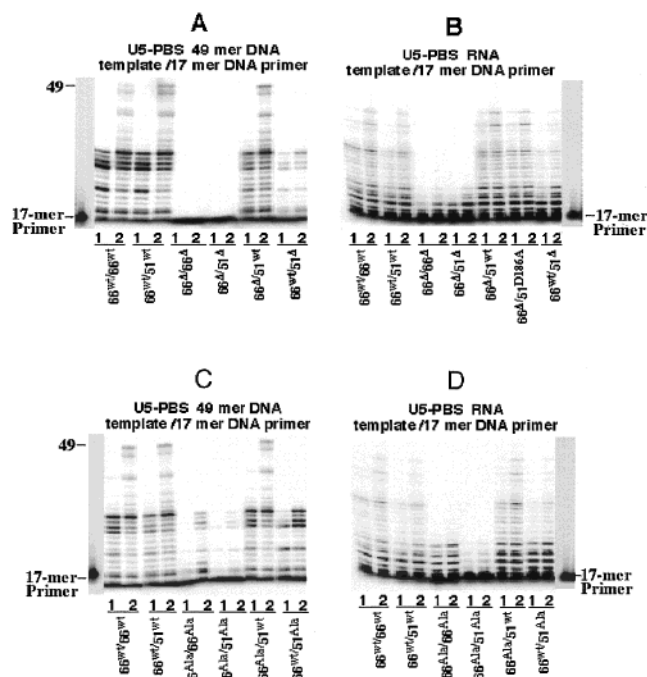 A
U5-PBS 49 mer DNA
template /17 mer DNA primer
49
17-mer
Primer
1 2 1 2 1 2 1 2 1 2 1 2
66wt/66wt
66wt/51wt
66Δ/66Δ
66Δ/51Δ
66Δ/51wt
66wt/51Δ
B
U5-PBS RNA
template /17 mer DNA primer
17-mer
Primer
1 2 1 2 1 2 1 2 1 2 1 2 1 2
66wt/66wt
66wt/51wt
66Δ/66Δ
66Δ/51Δ
66Δ/51wt
66Δ/51D186A
66wt/51Δ
C
U5-PBS 49 mer DNA
template /17 mer DNA primer
49
17-mer
Primer
1 2 1 2 1 2 1 2 1 2 1 2
66wt/66wt
66wt/51wt
66Ala/66Ala
66Ala/51Ala
66Ala/51wt
66wt/51Ala
D
U5-PBS RNA
template /17 mer DNA primer
17-mer
Primer
1 2 1 2 1 2 1 2 1 2 1 2
66wt/66wt
66wt/51wt
66Ala/66Ala
66Ala/51Ala
66Ala/51wt
66wt/51Ala